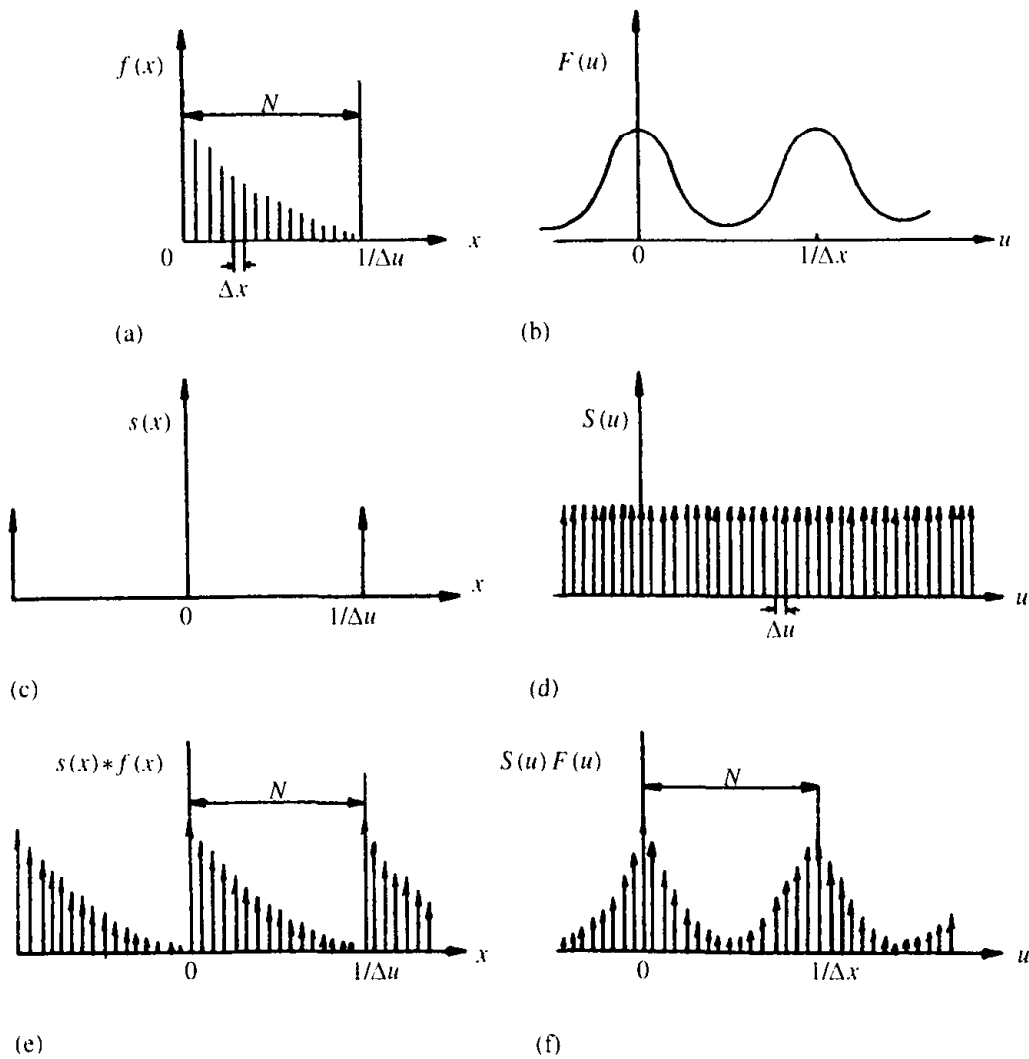 f(x)
N
x
0
1/Δu
Δx
(a)
F(u)
0
1/Δx
u
(b)
s(x)
x
0
1/Δu
(c)
S(u)
u
Δu
(d)
s(x)*f(x)
N
x
0
1/Δu
(e)
S(u)F(u)
N
0
1/Δx
u
(f)